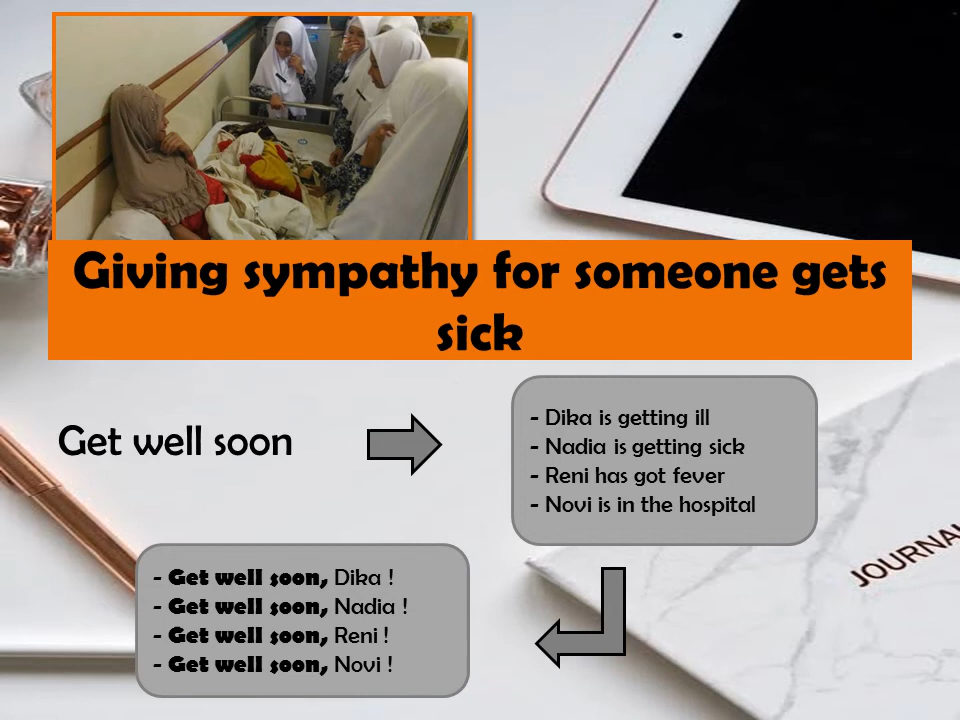 Giving sympathy for someone gets
sick
Get well soon
- Dika is getting ill
- Nadia is getting sick
- Reni has got fever
- Novi is in the hospital
- Get well soon, Dika !
- Get well soon, Nadia !
- Get well soon, Reni !
- Get well soon, Novi !